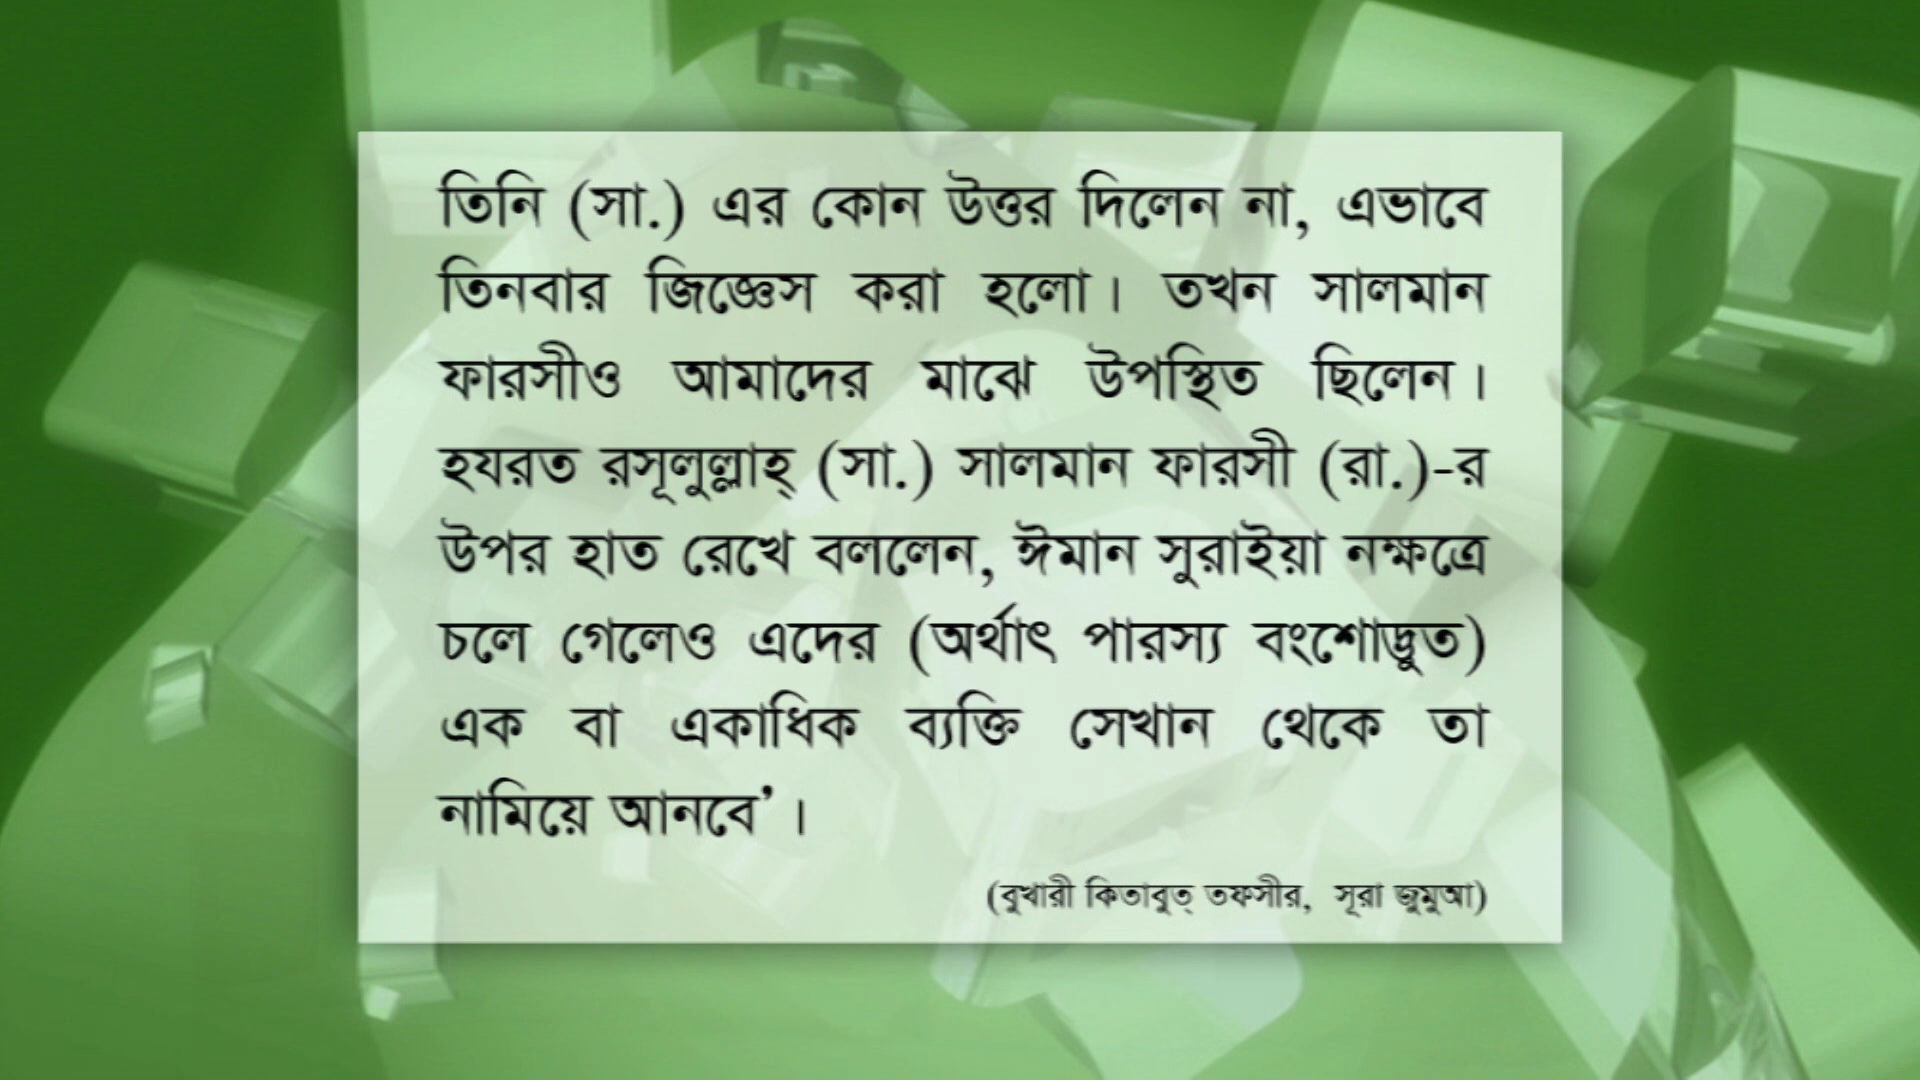 তিনি (সা.) এর কোন উত্তর দিলেন না, এভাবে
তিনবার জিজ্ঞেস করা হলো। তখন সালমান
ফারসীও আমাদের মাঝে উপস্থিত ছিলেন।
হযরত রসূলুল্লাহ্ (সা.) সালমান ফারসী (রা.)-র
উপর হাত রেখে বললেন, ঈমান সুরাইয়া নক্ষত্রে
চলে গেলেও এদের (অর্থাৎ পারস্য বংশোদ্ভুত)
এক বা একাধিক ব্যক্তি সেখান থেকে তা
নামিয়ে আনবে’।
(বুখারী কিতাবুত্ তফসীর, সূরা জুমুআ)